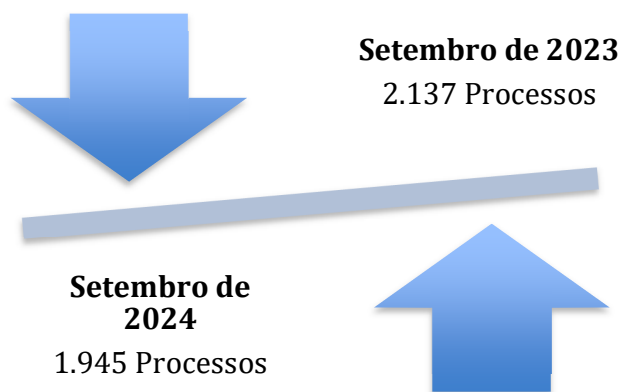 Setembro de 2023
2.137 Processos
Setembro de
2024
1.945 Processos